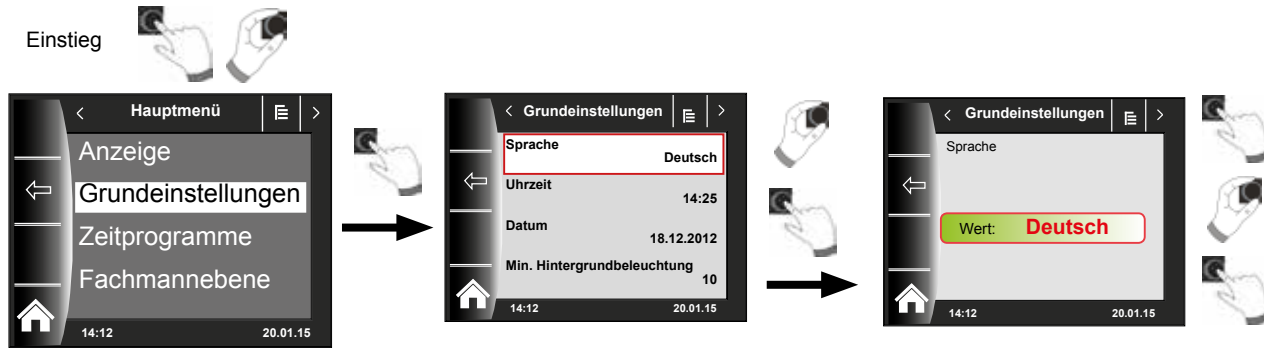 Einstieg
Hauptmenü
Anzeige
Grundeinstellungen
Zeitprogramme
Fachmannebene
14:12 20.01.15
Grundeinstellungen
Sprache
Deutsch
Uhrzeit
14:25
Datum
18.12.2012
Min. Hintergrundbeleuchtung
10
14:12 20.01.15
Grundeinstellungen
Sprache
Wert: Deutsch
14:12 20.01.15